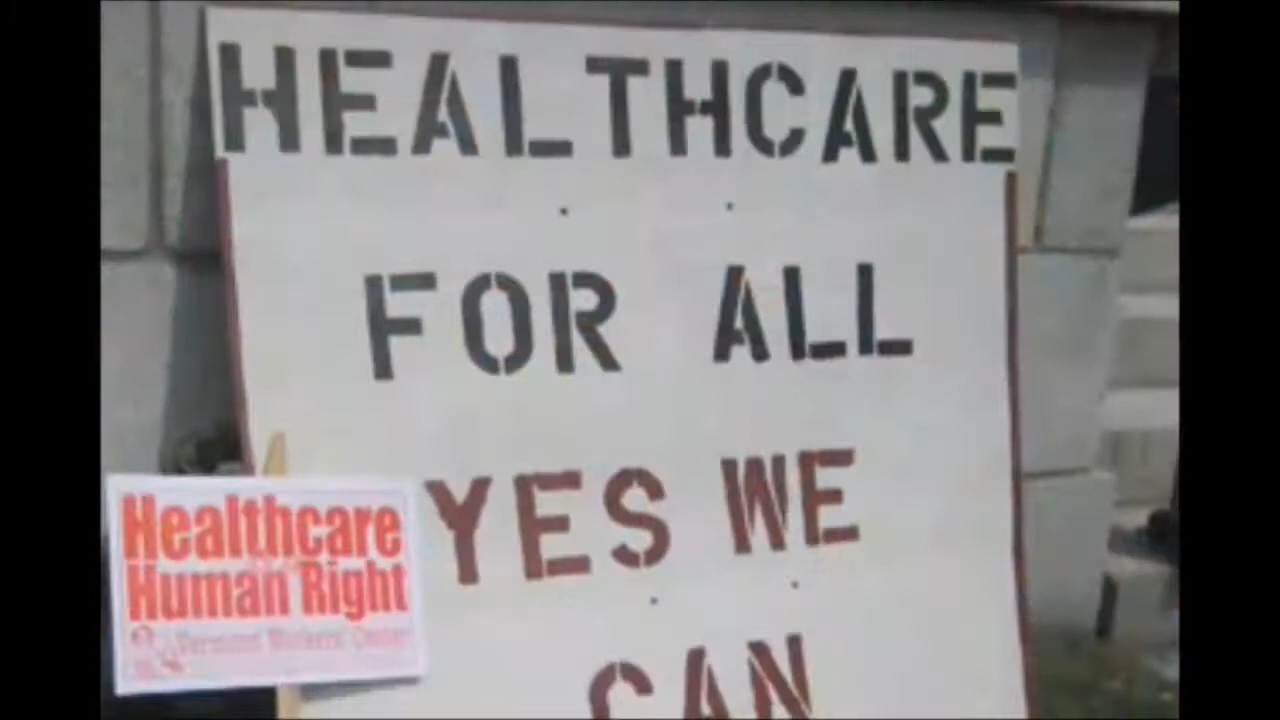 HEALTHCARE
FOR ALL
YES WE
CAN
Healthcare
Human Right
Vermont Workers' Center